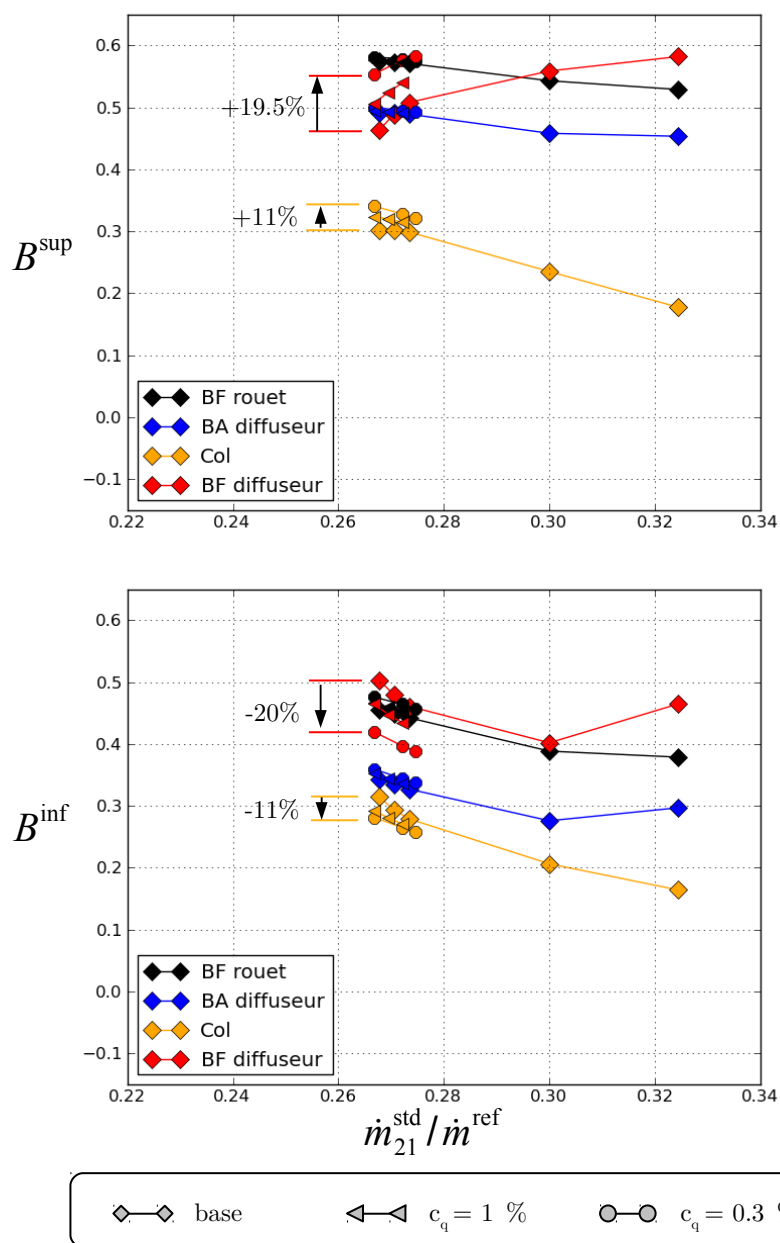 0.6
0.5
+19.5%
0.4
+11%
0.3
B^sup
0.2
0.1
0.0
−0.1
BF rouet
BA diffuseur
Col
BF diffuseur
0.22 0.24 0.26 0.28 0.30 0.32 0.34
0.6
0.5
-20%
0.4
0.3
-11%
B^inf
0.2
0.1
0.0
−0.1
BF rouet
BA diffuseur
Col
BF diffuseur
0.22 0.24 0.26 0.28 0.30 0.32 0.34
ṁ_21^std / ṁ^ref
base c_q = 1 % c_q = 0.3